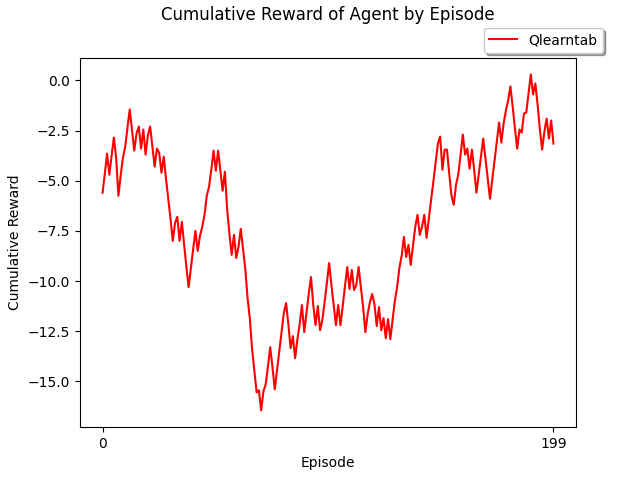 Cumulative Reward of Agent by Episode
Qlearntab
0.0
−2.5
−5.0
−7.5
−10.0
−12.5
−15.0
Cumulative Reward
0
199
Episode